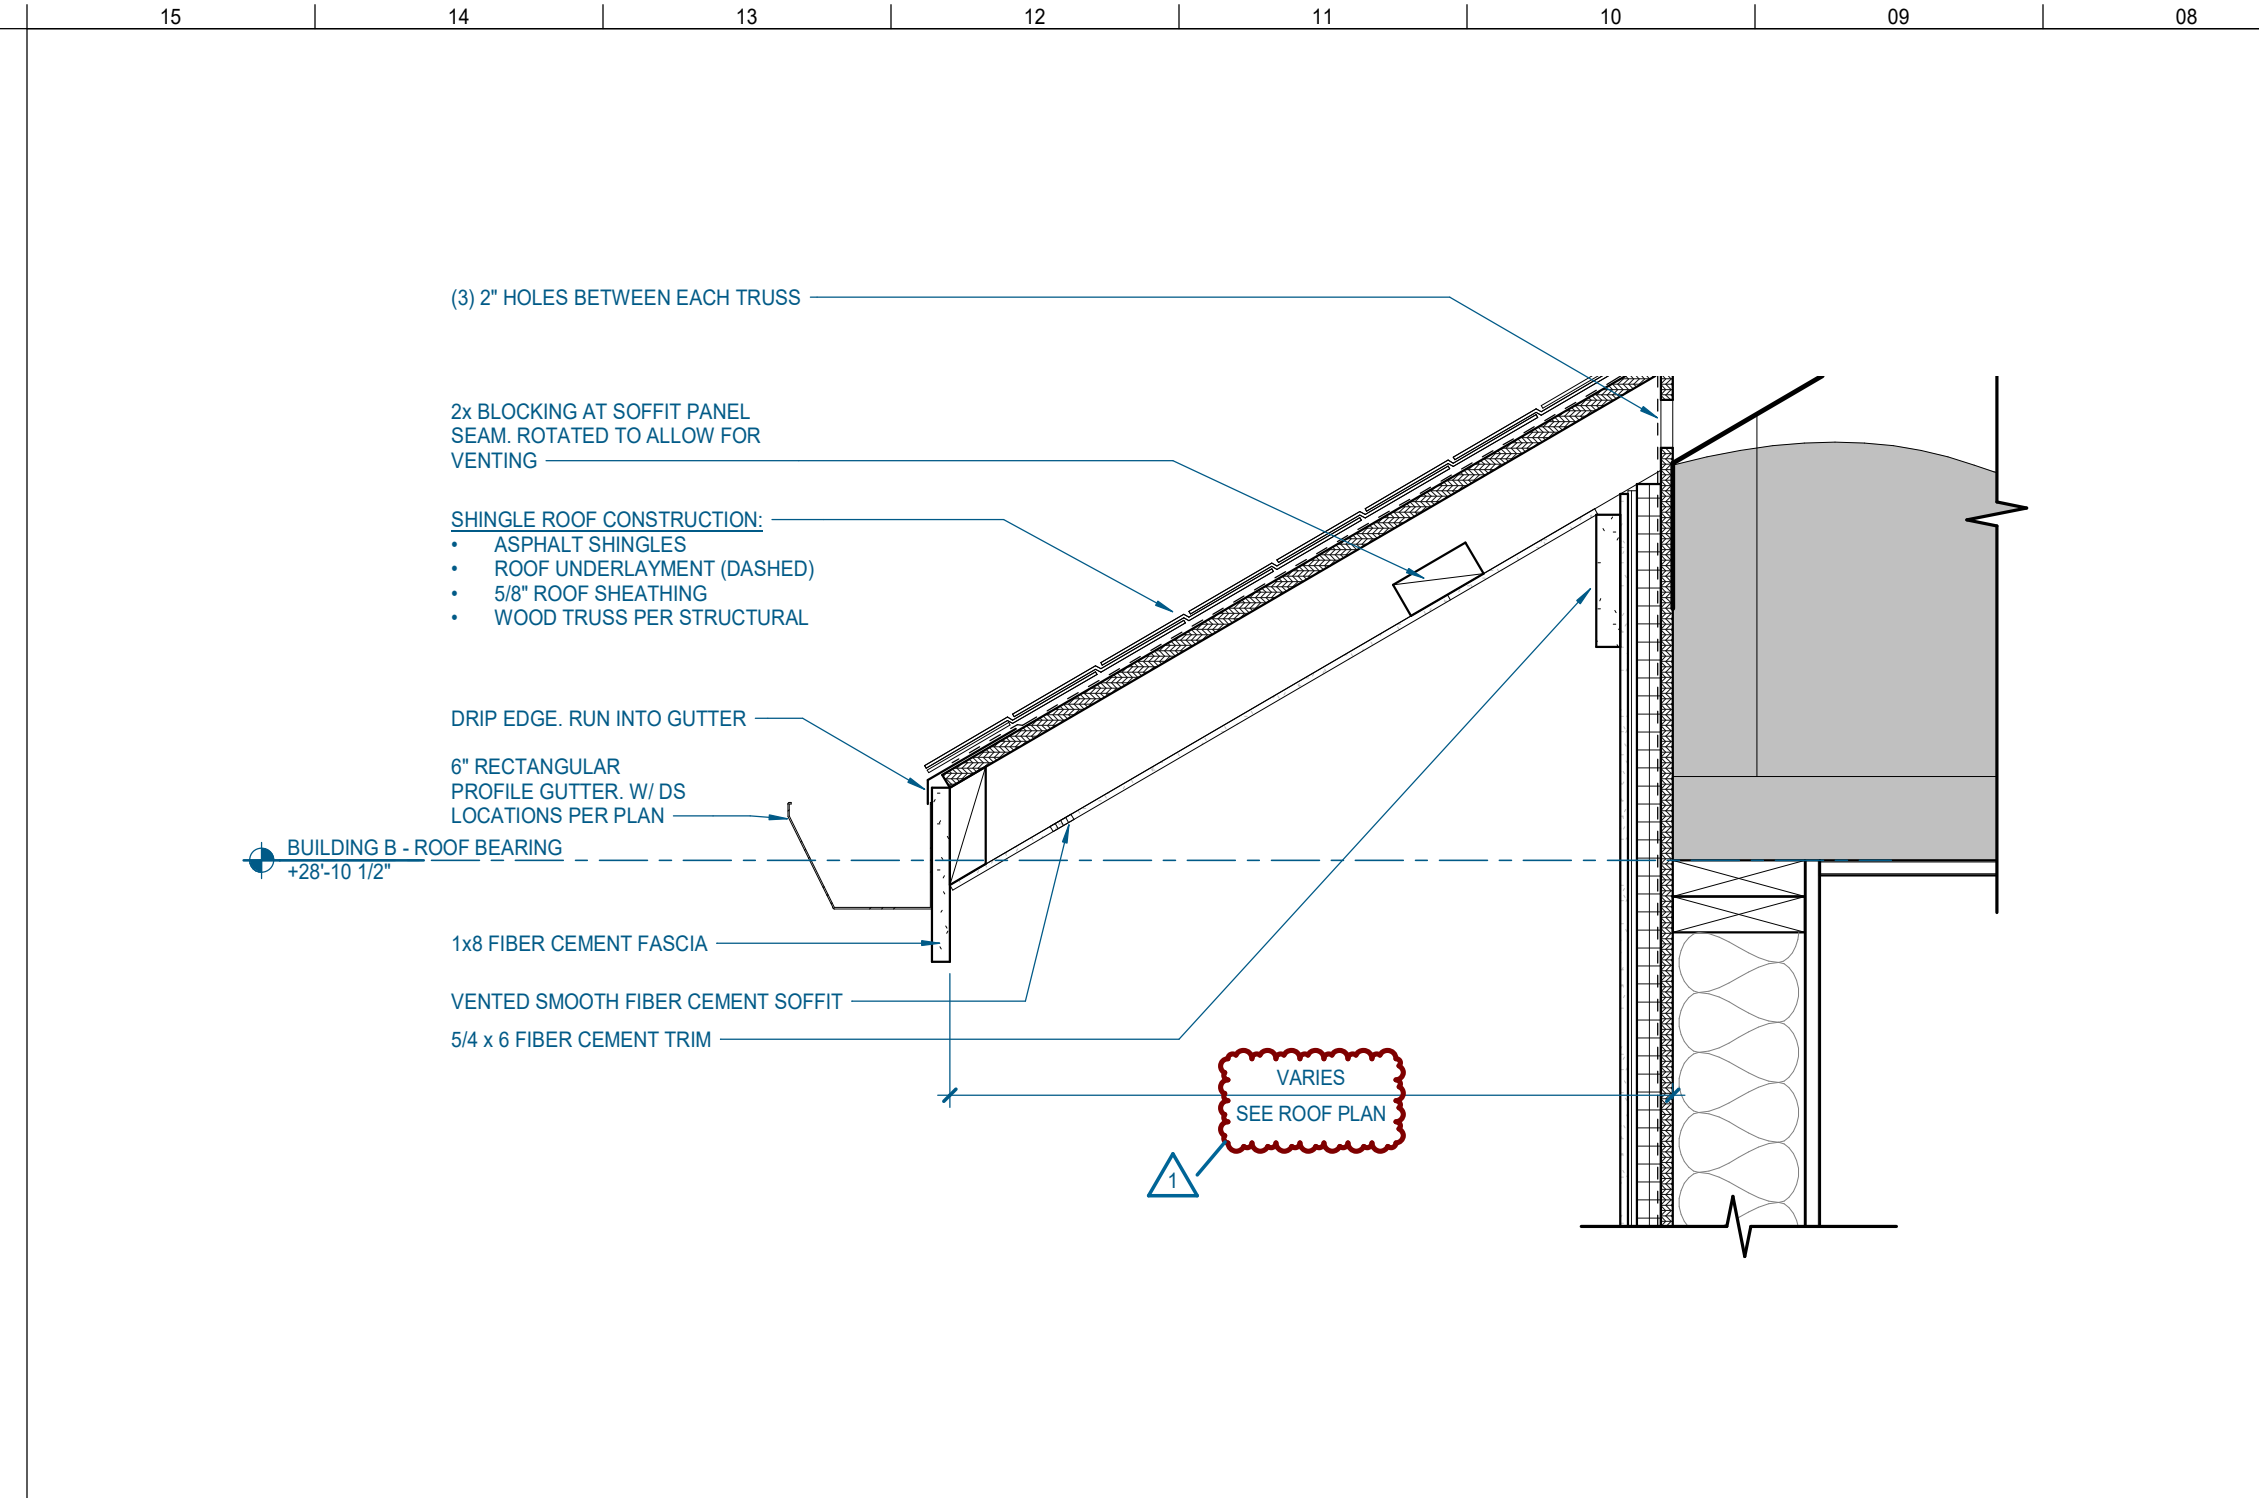 15 14 13 12 11 10 09 08
(3) 2" HOLES BETWEEN EACH TRUSS
2x BLOCKING AT SOFFIT PANEL
SEAM. ROTATED TO ALLOW FOR
VENTING
SHINGLE ROOF CONSTRUCTION:
• ASPHALT SHINGLES
• ROOF UNDERLAYMENT (DASHED)
• 5/8" ROOF SHEATHING
• WOOD TRUSS PER STRUCTURAL
DRIP EDGE. RUN INTO GUTTER
6" RECTANGULAR
PROFILE GUTTER. W/ DS
LOCATIONS PER PLAN
BUILDING B - ROOF BEARING
+28'-10 1/2"
1x8 FIBER CEMENT FASCIA
VENTED SMOOTH FIBER CEMENT SOFFIT
5/4 x 6 FIBER CEMENT TRIM
VARIES
SEE ROOF PLAN
1